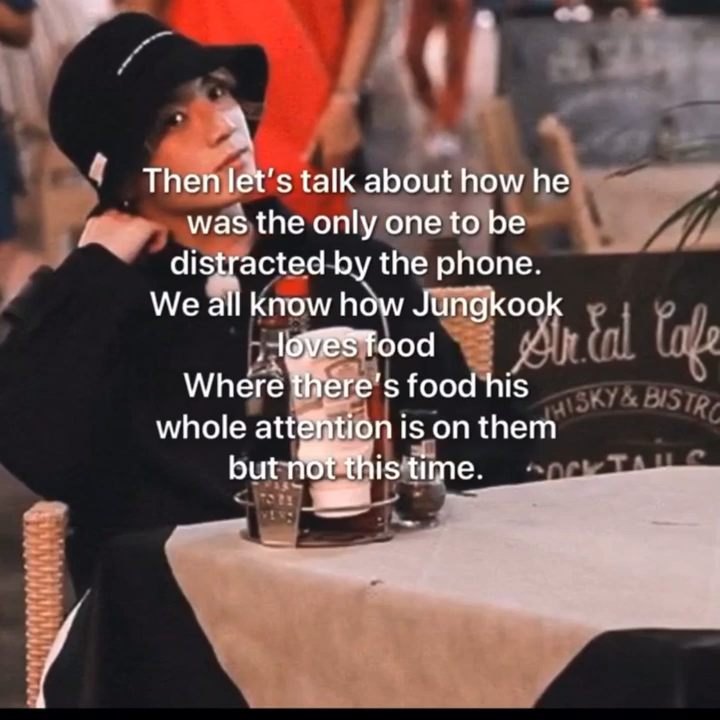 Then let's talk about how he
was the only one to be
distracted by the phone.
We all know how Jungkook
loves food
Where there's food his
whole attention is on them
but not this time.
Str.Eat Cafe
WHISKY & BISTRO
COCKTAILS